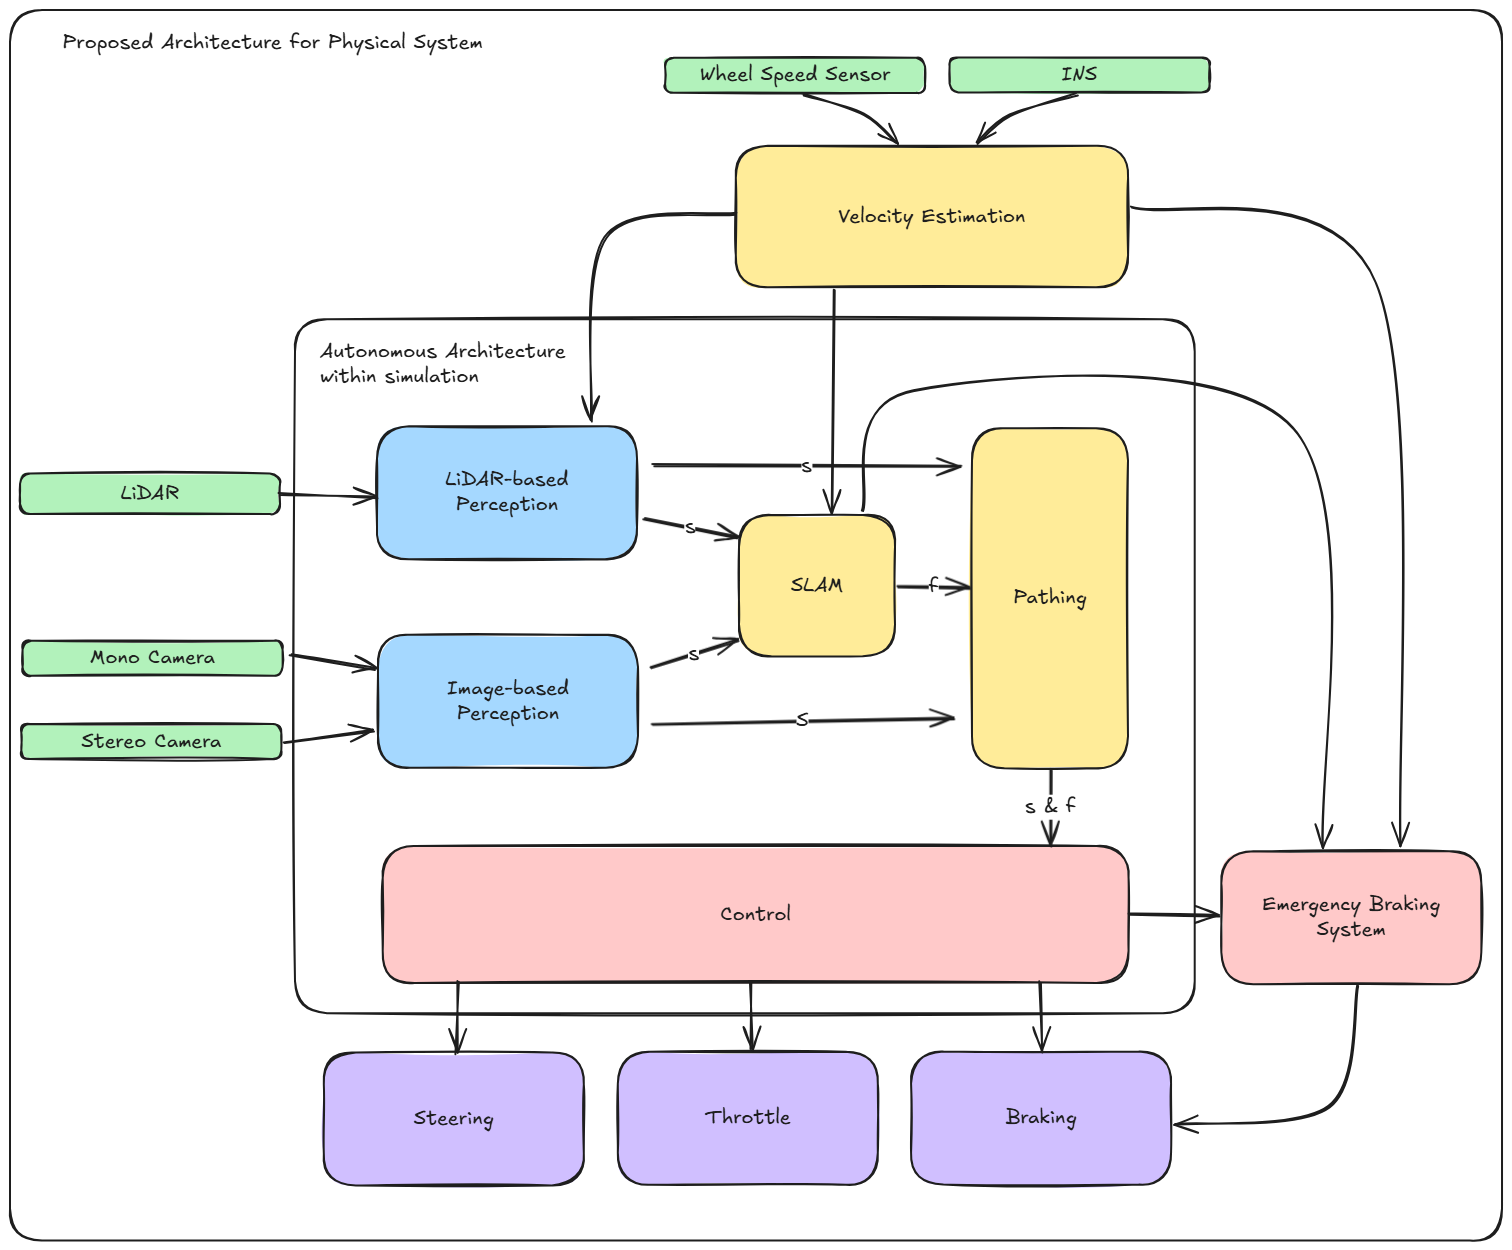 Proposed Architecture for Physical System
Wheel Speed Sensor
INS
Velocity Estimation
Autonomous Architecture
within simulation
LiDAR
LiDAR-based
Perception
s
s
SLAM
f
Pathing
Mono Camera
Stereo Camera
Image-based
Perception
s
S
s & f
Control
Emergency Braking
System
Steering
Throttle
Braking